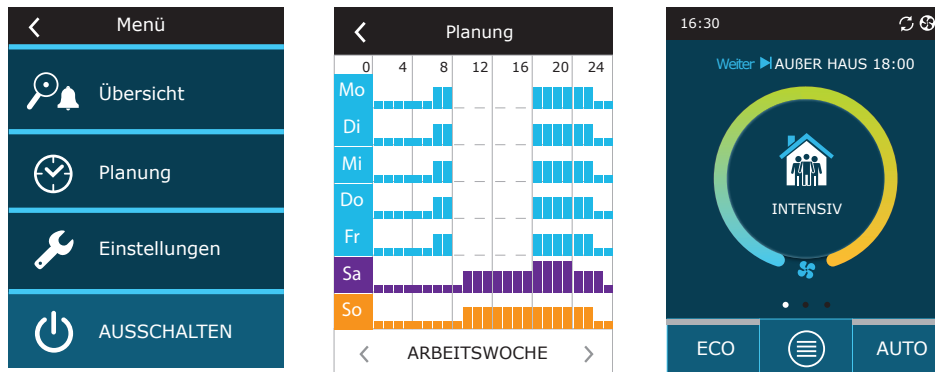 Menü
Übersicht
Planung
Einstellungen
AUSSCHALTEN
Planung
0 4 8 12 16 20 24
Mo
Di
Mi
Do
Fr
Sa
So
ARBEITSWOCHE
16:30
Weiter AUßER HAUS 18:00
INTENSIV
ECO AUTO